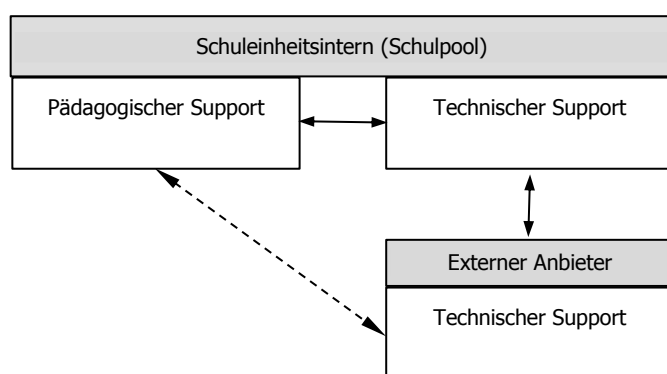 Schuleinheitsintern (Schulpool)
Pädagogischer Support
Technischer Support
Externer Anbieter
Technischer Support